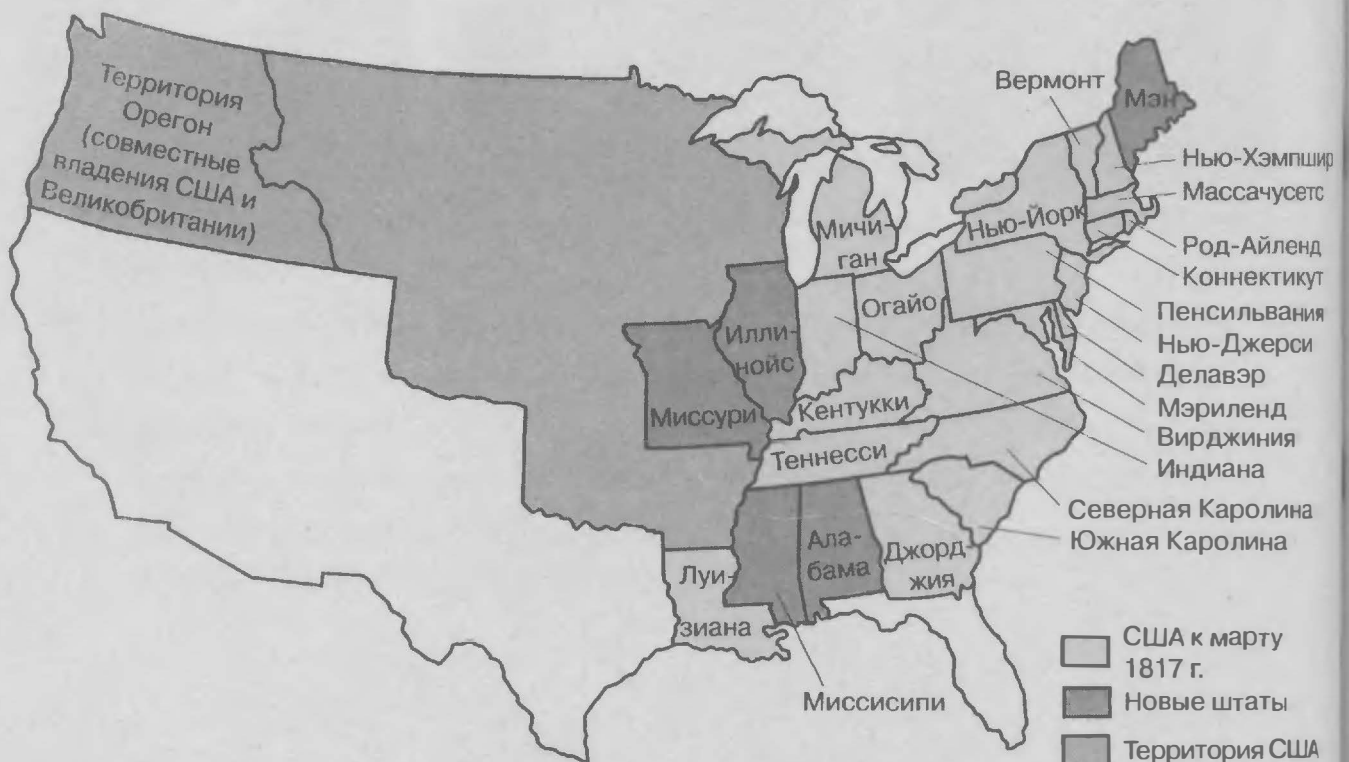 Территория
Орегон
(совместные
владения США и
Великобритании)
Вермонт
Мэн
Нью-Хэмпшир
Массачусетс
Нью-Йорк
Мичи-
ган
Род-Айленд
Коннектикут
Огайо
Пенсильвания
Илли-
нойс
Нью-Джерси
Делавэр
Миссури
Кентукки
Мэриленд
Вирджиния
Теннесси
Индиана
Северная Каролина
Южная Каролина
Ала-
бама
Джорд-
жия
Луи-
зиана
Миссисипи
США к марту
1817 г.
Новые штаты
Территория США